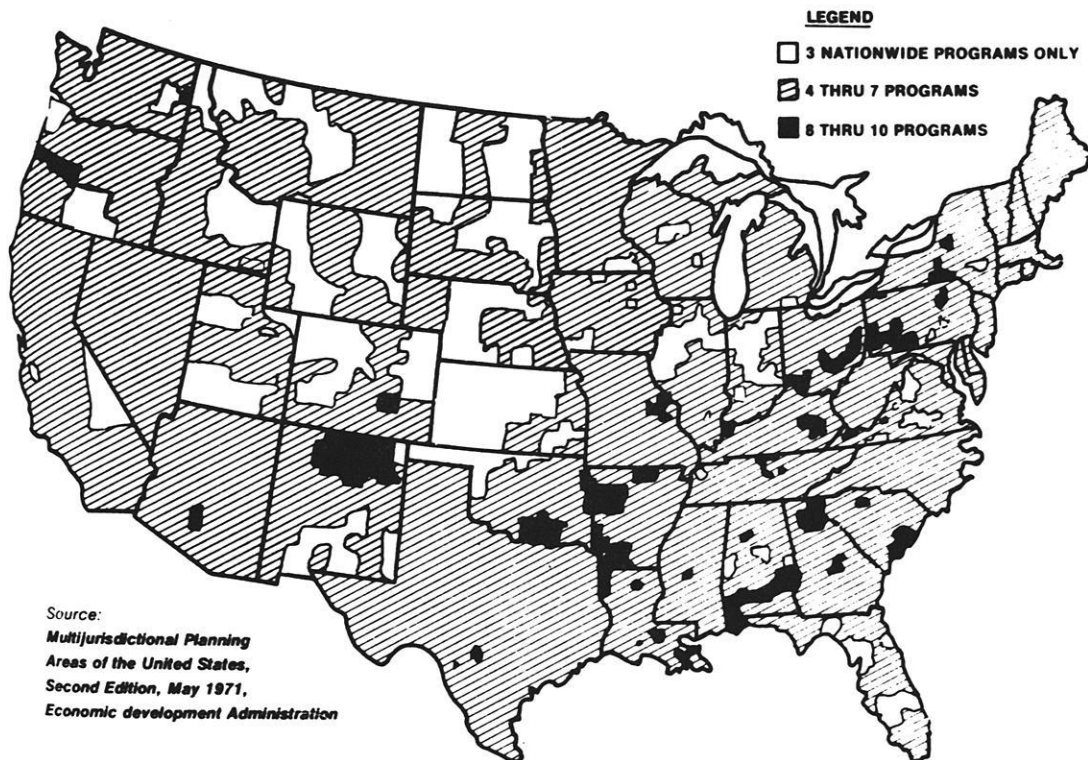 LEGEND
3 NATIONWIDE PROGRAMS ONLY
4 THRU 7 PROGRAMS
8 THRU 10 PROGRAMS
Source:
Multijurisdictional Planning
Areas of the United States,
Second Edition, May 1971,
Economic development Administration